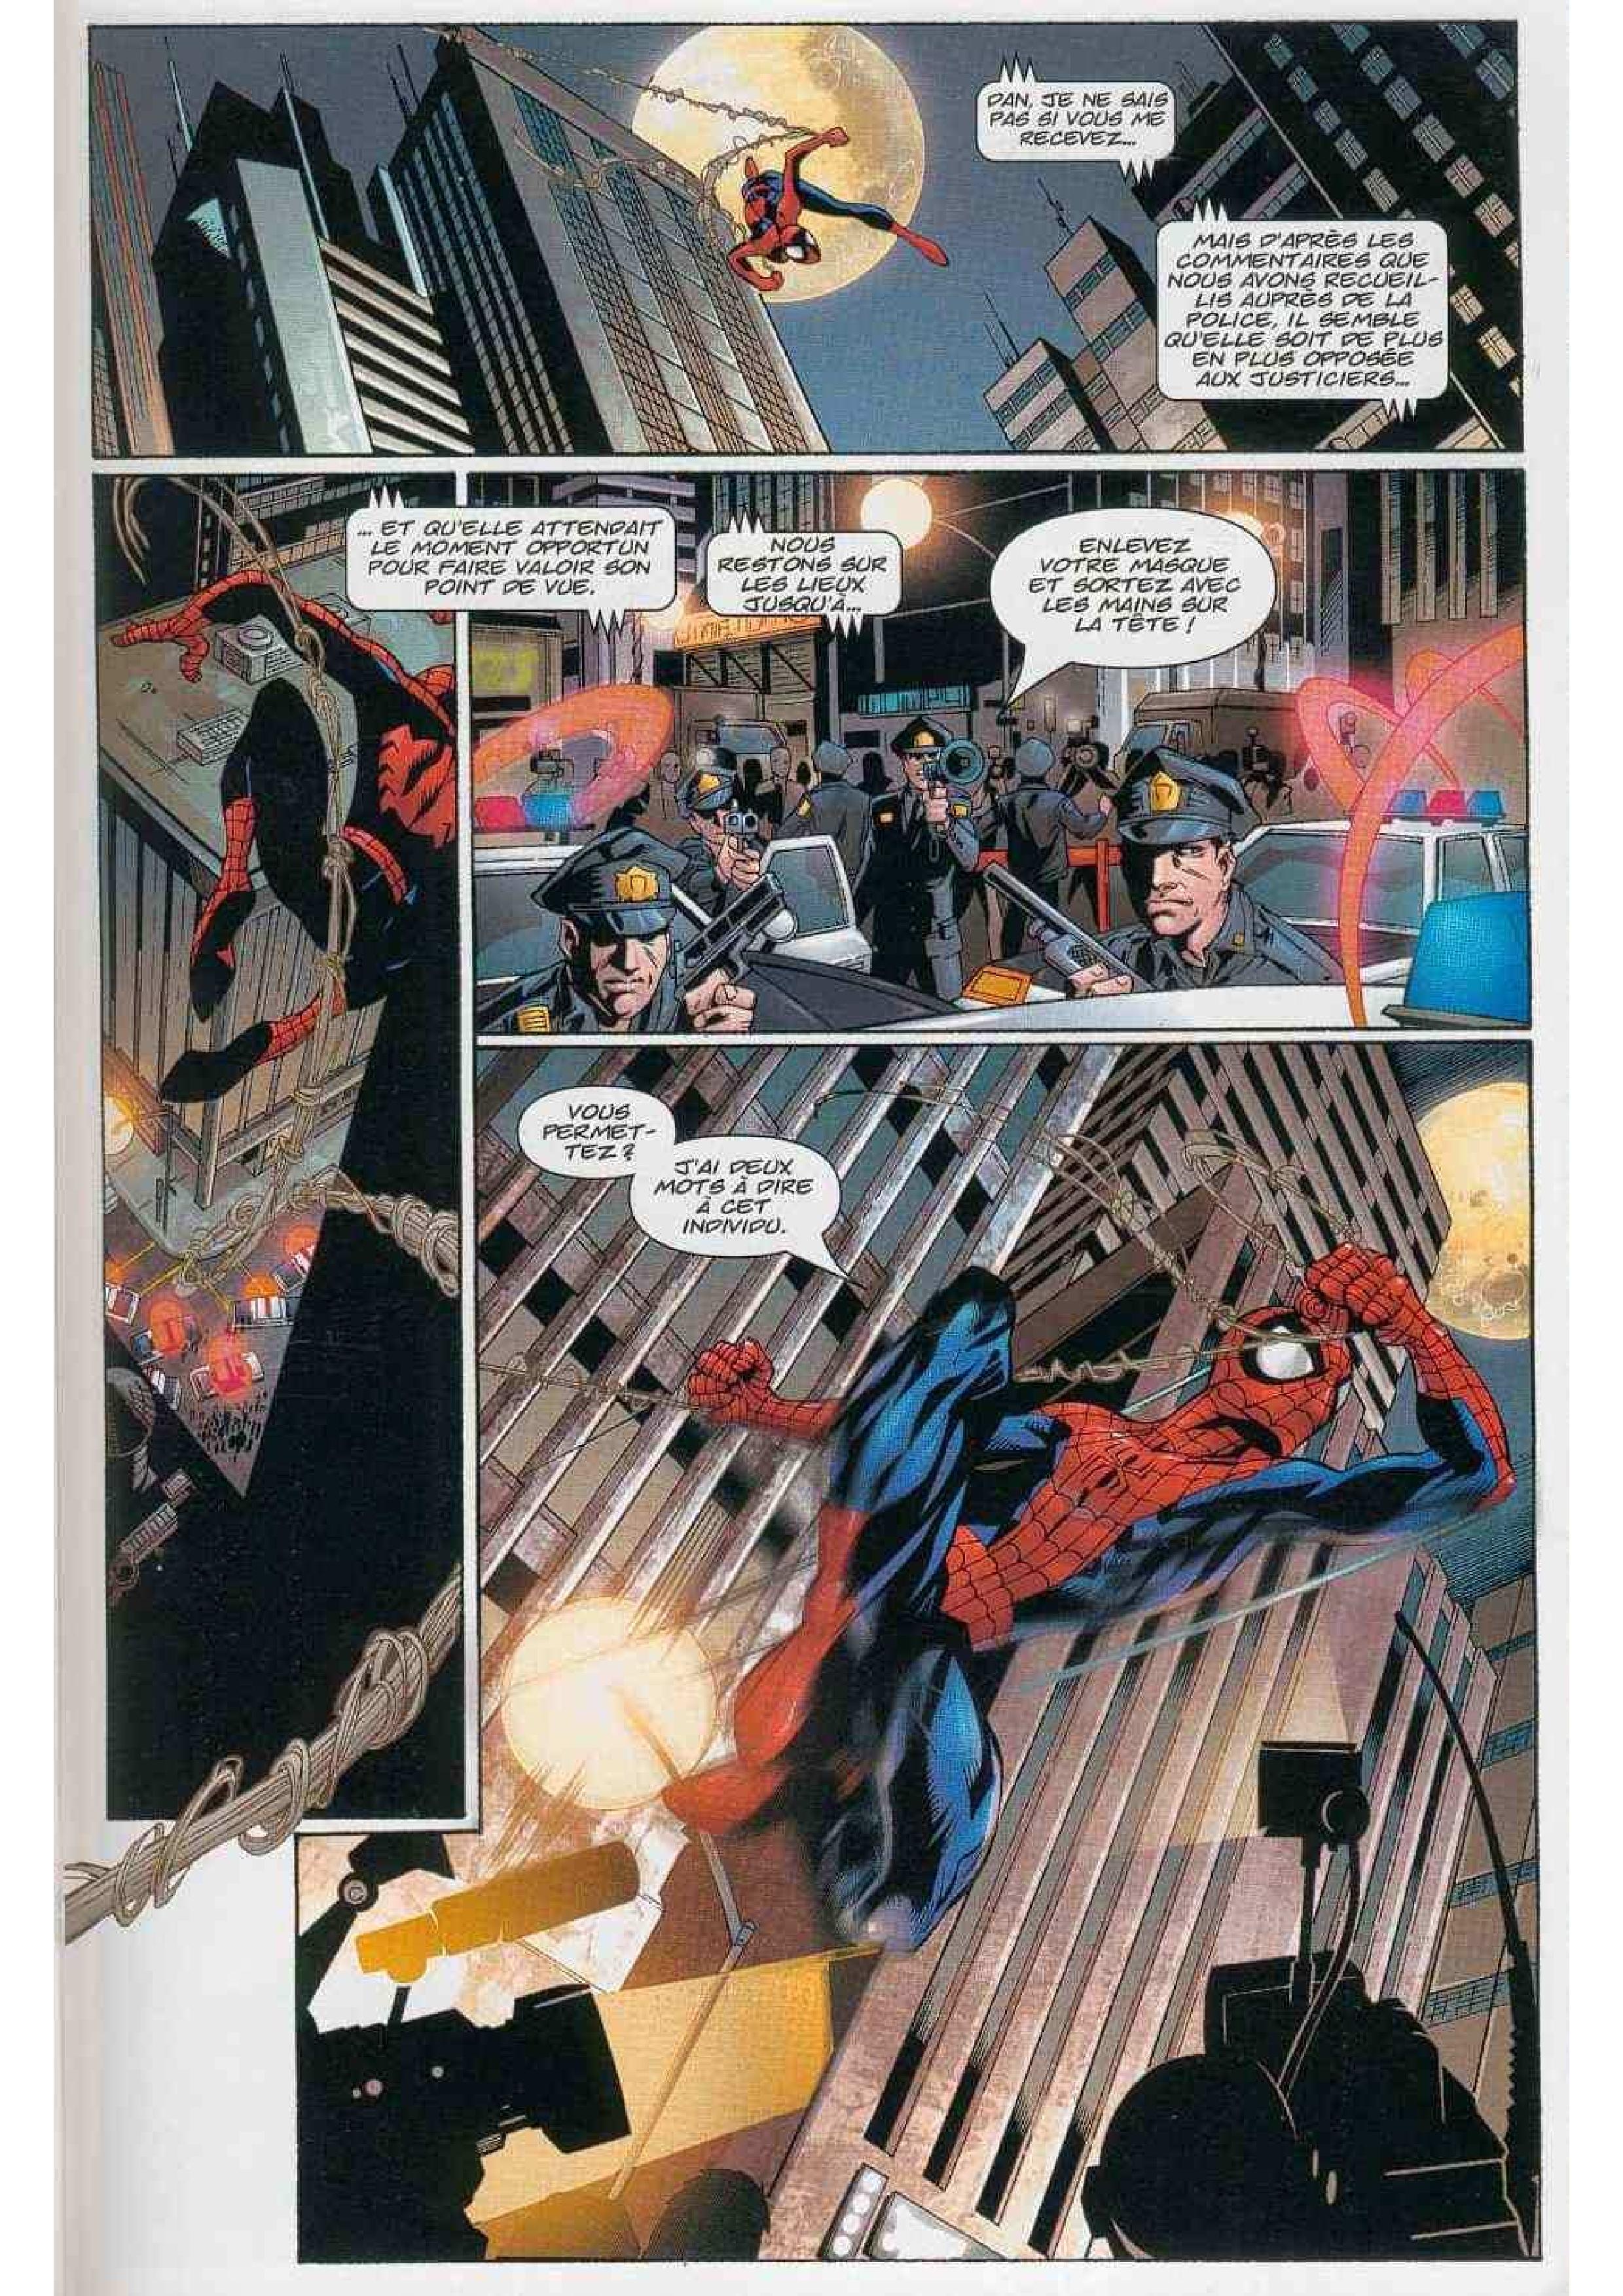 DAN, JE NE SAIS
PAS SI VOUS ME
RECEVEZ...
MAIS D'APRÈS LES
COMMENTAIRES QUE
NOUS AVONS RECUEIL-
LIS AUPRÈS DE LA
POLICE, IL SEMBLE
QU'ELLE SOIT DE PLUS
EN PLUS OPPOSÉE
AUX JUSTICIERS...
... ET QU'ELLE ATTENDAIT
LE MOMENT OPPORTUN
POUR FAIRE VALOIR SON
POINT DE VUE.
NOUS
RESTONS SUR
LES LIEUX
JUSQU'À...
ENLEVEZ
VOTRE MASQUE
ET SORTEZ AVEC
LES MAINS SUR
LA TÊTE !
VOUS
PERMET-
TEZ ?
J'AI DEUX
MOTS À DIRE
À CET
INDIVIDU.